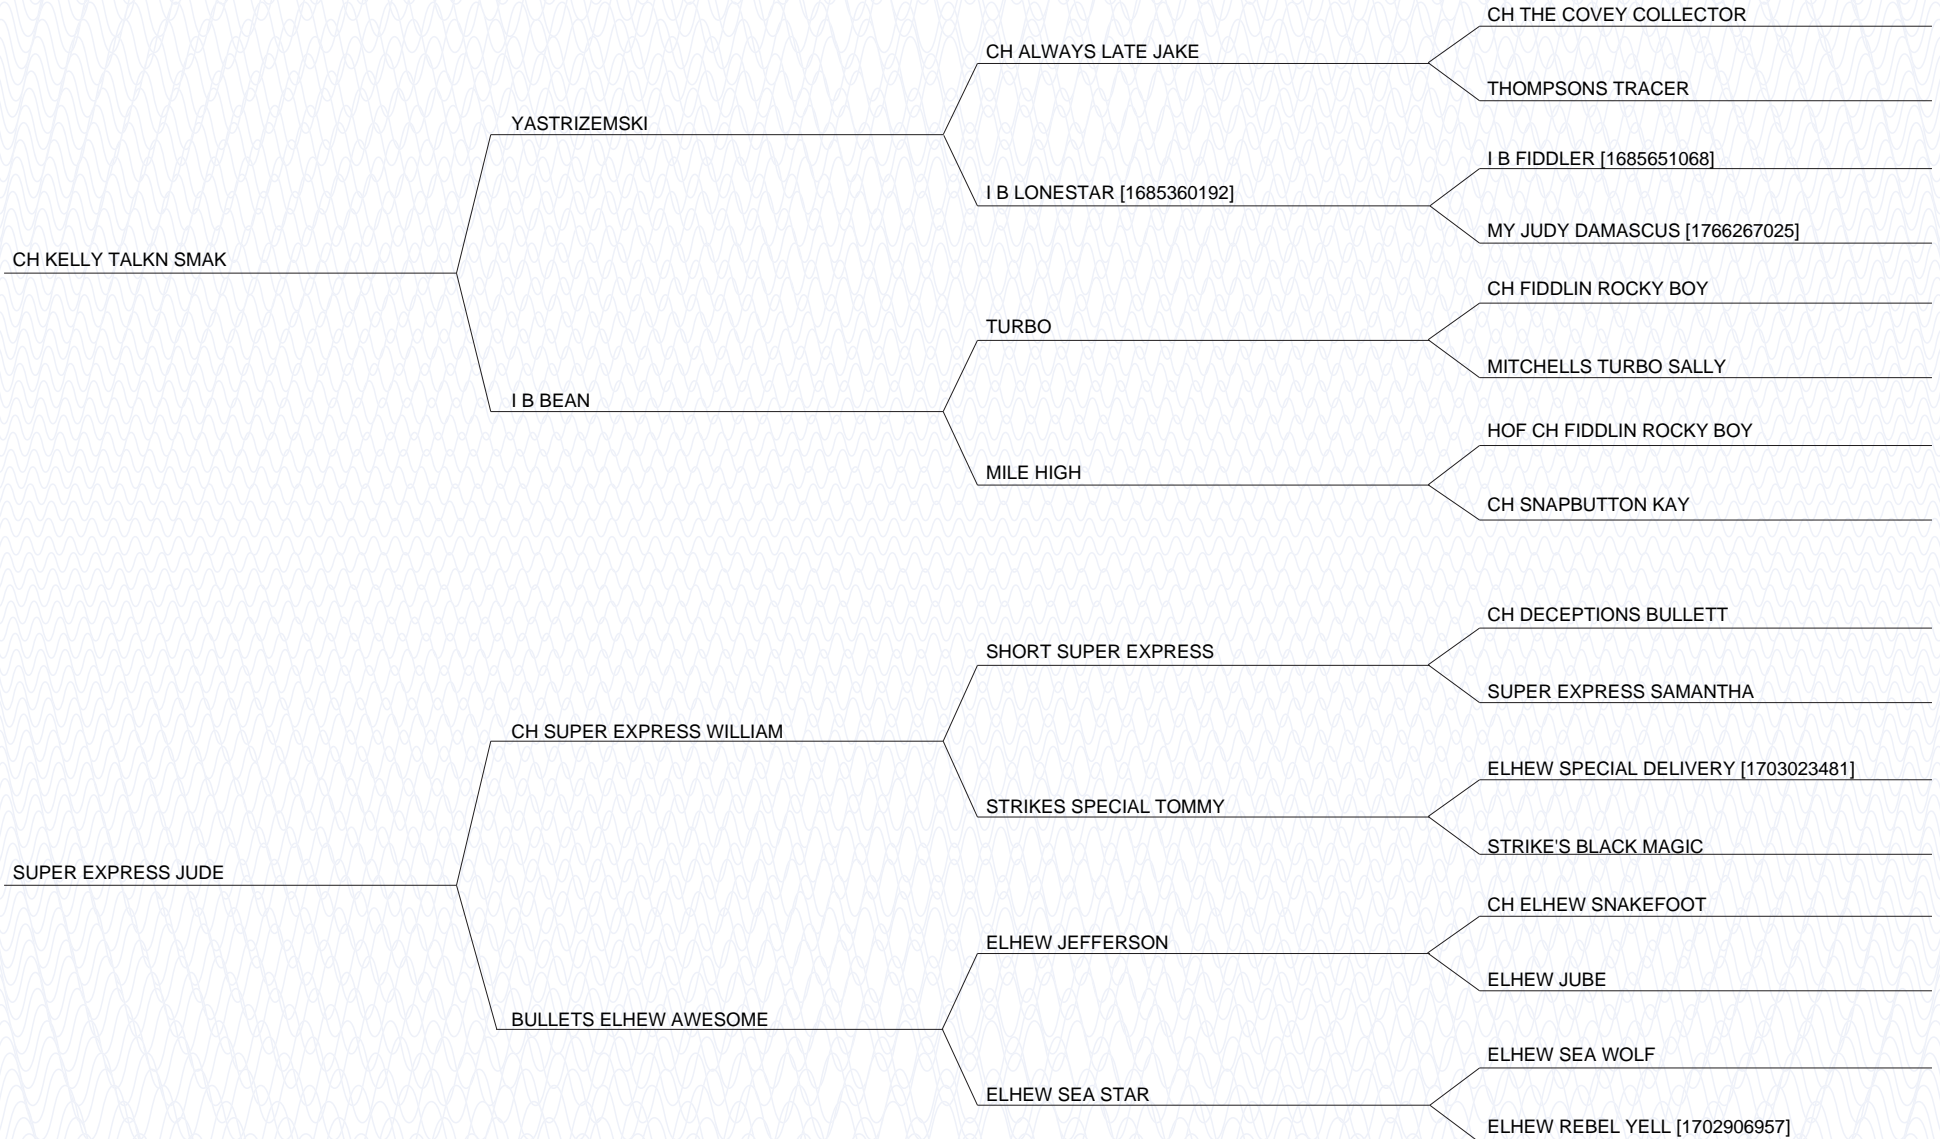 CH THE COVEY COLLECTOR
CH ALWAYS LATE JAKE
THOMPSONS TRACER
YASTRIZEMSKI
I B FIDDLER [1685651068]
I B LONESTAR [1685360192]
MY JUDY DAMASCUS [1766267025]
CH KELLY TALKN SMAK
CH FIDDLIN ROCKY BOY
TURBO
MITCHELLS TURBO SALLY
I B BEAN
HOF CH FIDDLIN ROCKY BOY
MILE HIGH
CH SNAPBUTTON KAY
CH DECEPTIONS BULLETT
SHORT SUPER EXPRESS
SUPER EXPRESS SAMANTHA
CH SUPER EXPRESS WILLIAM
ELHEW SPECIAL DELIVERY [1703023481]
STRIKES SPECIAL TOMMY
STRIKE'S BLACK MAGIC
SUPER EXPRESS JUDE
CH ELHEW SNAKEFOOT
ELHEW JEFFERSON
ELHEW JUBE
BULLETS ELHEW AWESOME
ELHEW SEA WOLF
ELHEW SEA STAR
ELHEW REBEL YELL [1702906957]